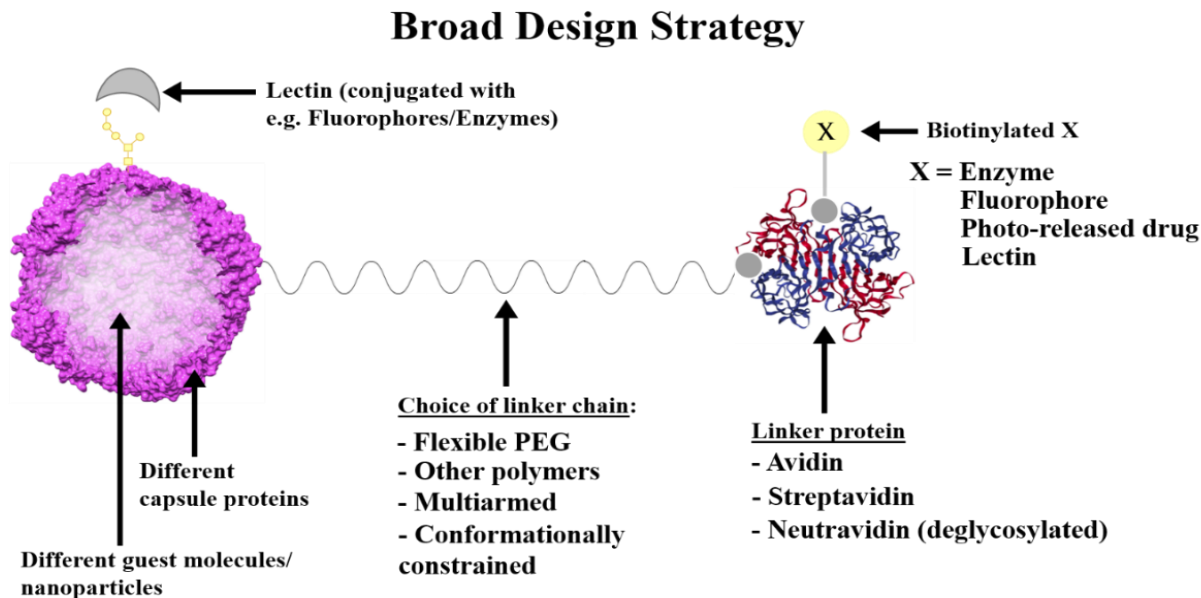 Broad Design Strategy
Lectin (conjugated with
e.g. Fluorophores/Enzymes)
X
Biotinylated X
X = Enzyme
Fluorophore
Photo-released drug
Lectin
Different
capsule proteins
Different guest molecules/
nanoparticles
Choice of linker chain:
- Flexible PEG
- Other polymers
- Multiarmed
- Conformationally
constrained
Linker protein
- Avidin
- Streptavidin
- Neutravidin (deglycosylated)